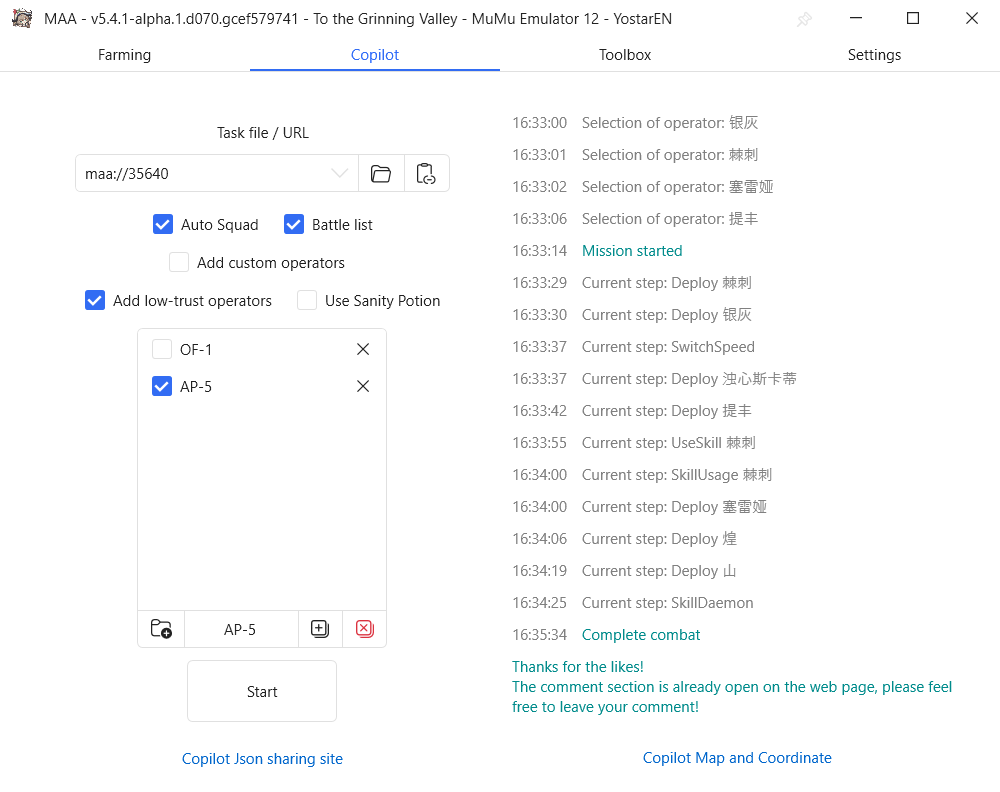 MAA - v5.4.1-alpha.1.d070.gcef579741 - To the Grinning Valley - MuMu Emulator 12 - YostarEN
Farming
Copilot
Toolbox
Settings
Task file / URL
maa://35640
Auto Squad
Battle list
Add custom operators
Add low-trust operators
Use Sanity Potion
OF-1
AP-5
AP-5
Start
Copilot Json sharing site
16:33:00 Selection of operator: 银灰
16:33:01 Selection of operator: 棘刺
16:33:02 Selection of operator: 塞雷娅
16:33:06 Selection of operator: 提丰
16:33:14 Mission started
16:33:29 Current step: Deploy 棘刺
16:33:30 Current step: Deploy 银灰
16:33:37 Current step: SwitchSpeed
16:33:37 Current step: Deploy 浊心斯卡蒂
16:33:42 Current step: Deploy 提丰
16:33:55 Current step: UseSkill 棘刺
16:34:00 Current step: SkillUsage 棘刺
16:34:00 Current step: Deploy 塞雷娅
16:34:06 Current step: Deploy 煌
16:34:19 Current step: Deploy 山
16:34:25 Current step: SkillDaemon
16:35:34 Complete combat
Thanks for the likes!
The comment section is already open on the web page, please feel
free to leave your comment!
Copilot Map and Coordinate